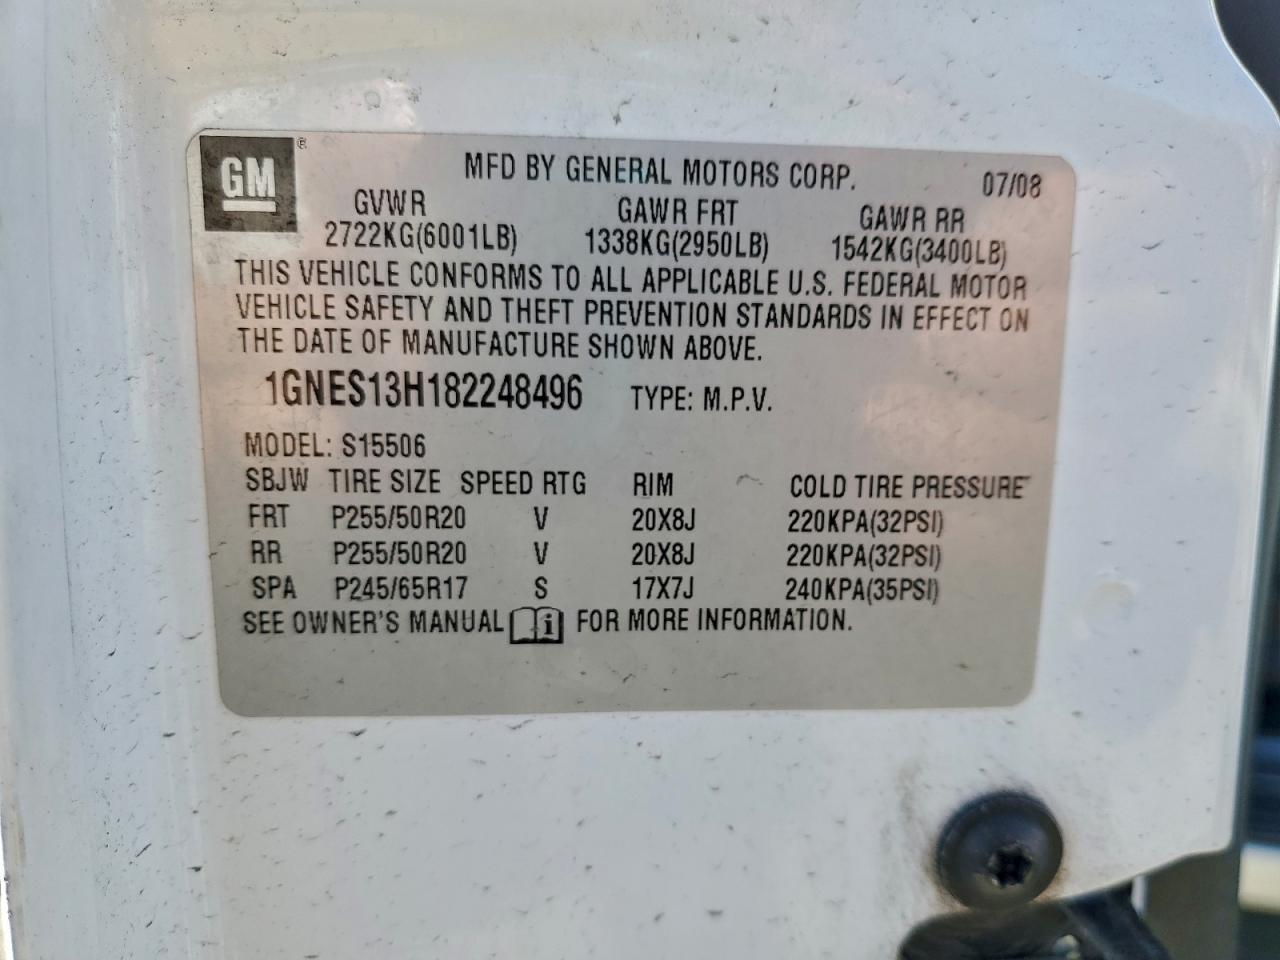 GM ®
MFD BY GENERAL MOTORS CORP. 07/08
GVWR GAWR FRT GAWR RR
2722KG(6001LB) 1338KG(2950LB) 1542KG(3400LB)
THIS VEHICLE CONFORMS TO ALL APPLICABLE U.S. FEDERAL MOTOR
VEHICLE SAFETY AND THEFT PREVENTION STANDARDS IN EFFECT ON
THE DATE OF MANUFACTURE SHOWN ABOVE.
1GNES13H182248496 TYPE: M.P.V.
MODEL: S15506
SBJW TIRE SIZE SPEED RTG RIM COLD TIRE PRESSURE
FRT P255/50R20 V 20X8J 220KPA(32PSI)
RR P255/50R20 V 20X8J 220KPA(32PSI)
SPA P245/65R17 S 17X7J 240KPA(35PSI)
SEE OWNER'S MANUAL i FOR MORE INFORMATION.